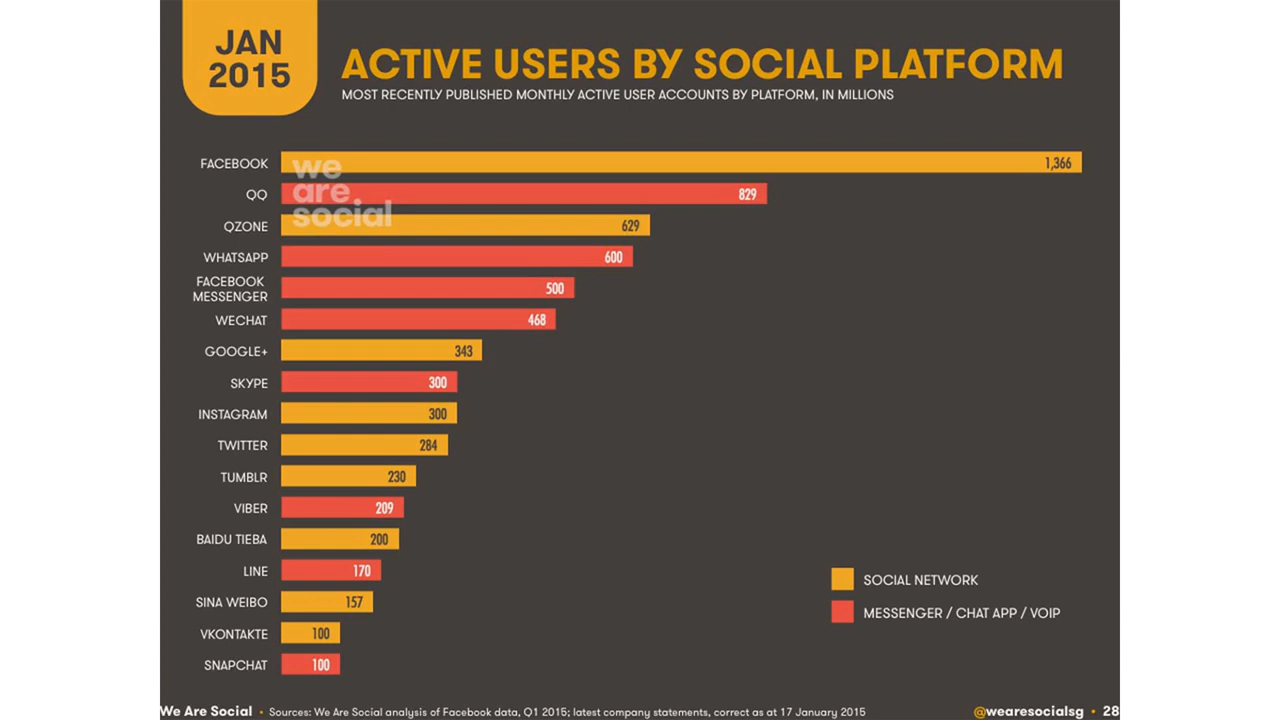 JAN
2015
ACTIVE USERS BY SOCIAL PLATFORM
MOST RECENTLY PUBLISHED MONTHLY ACTIVE USER ACCOUNTS BY PLATFORM, IN MILLIONS
FACEBOOK 1,366
we
are
social
QQ 829
QZONE 629
WHATSAPP 600
FACEBOOK
MESSENGER 500
WECHAT 468
GOOGLE+ 343
SKYPE 300
INSTAGRAM 300
TWITTER 284
TUMBLR 230
VIBER 209
BAIDU TIEBA 200
LINE 170
SINA WEIBO 157
VKONTAKTE 100
SNAPCHAT 100
SOCIAL NETWORK
MESSENGER / CHAT APP / VOIP
We Are Social • Sources: We Are Social analysis of Facebook data, Q1 2015; latest company statements, correct as at 17 January 2015
@wearesocialsg • 28